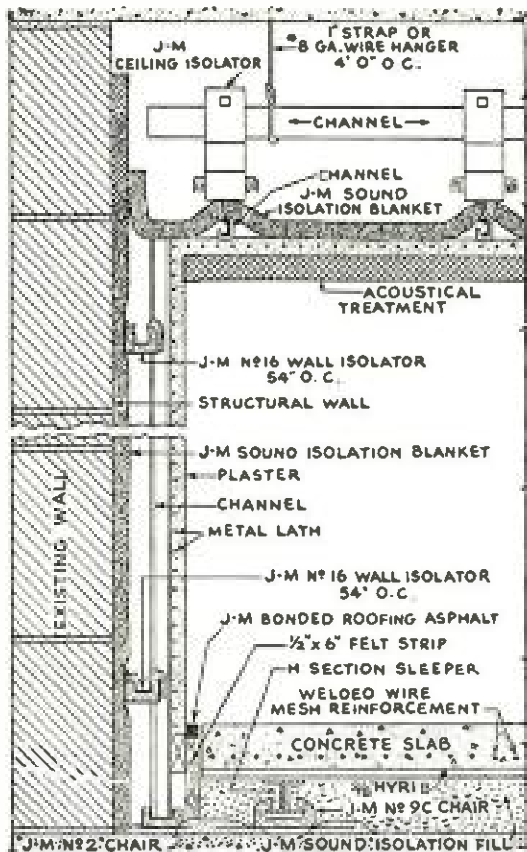 J-M
CEILING ISOLATOR
1" STRAP OR
8 GA. WIRE HANGER
4' 0" O.C.
CHANNEL
CHANNEL
J-M SOUND
ISOLATION BLANKET
ACOUSTICAL
TREATMENT
J-M Nº16 WALL ISOLATOR
54" O.C.
STRUCTURAL WALL
J-M SOUND ISOLATION BLANKET
PLASTER
CHANNEL
METAL LATH
EXISTING WALL
J-M Nº 16 WALL ISOLATOR
54" O.C.
J-M BONDED ROOFING ASPHALT
½"x 6" FELT STRIP
H SECTION SLEEPER
WELDED WIRE
MESH REINFORCEMENT
CONCRETE SLAB
J-M Nº 9C CHAIR
J-M Nº 2 CHAIR
J-M SOUND ISOLATION FILL